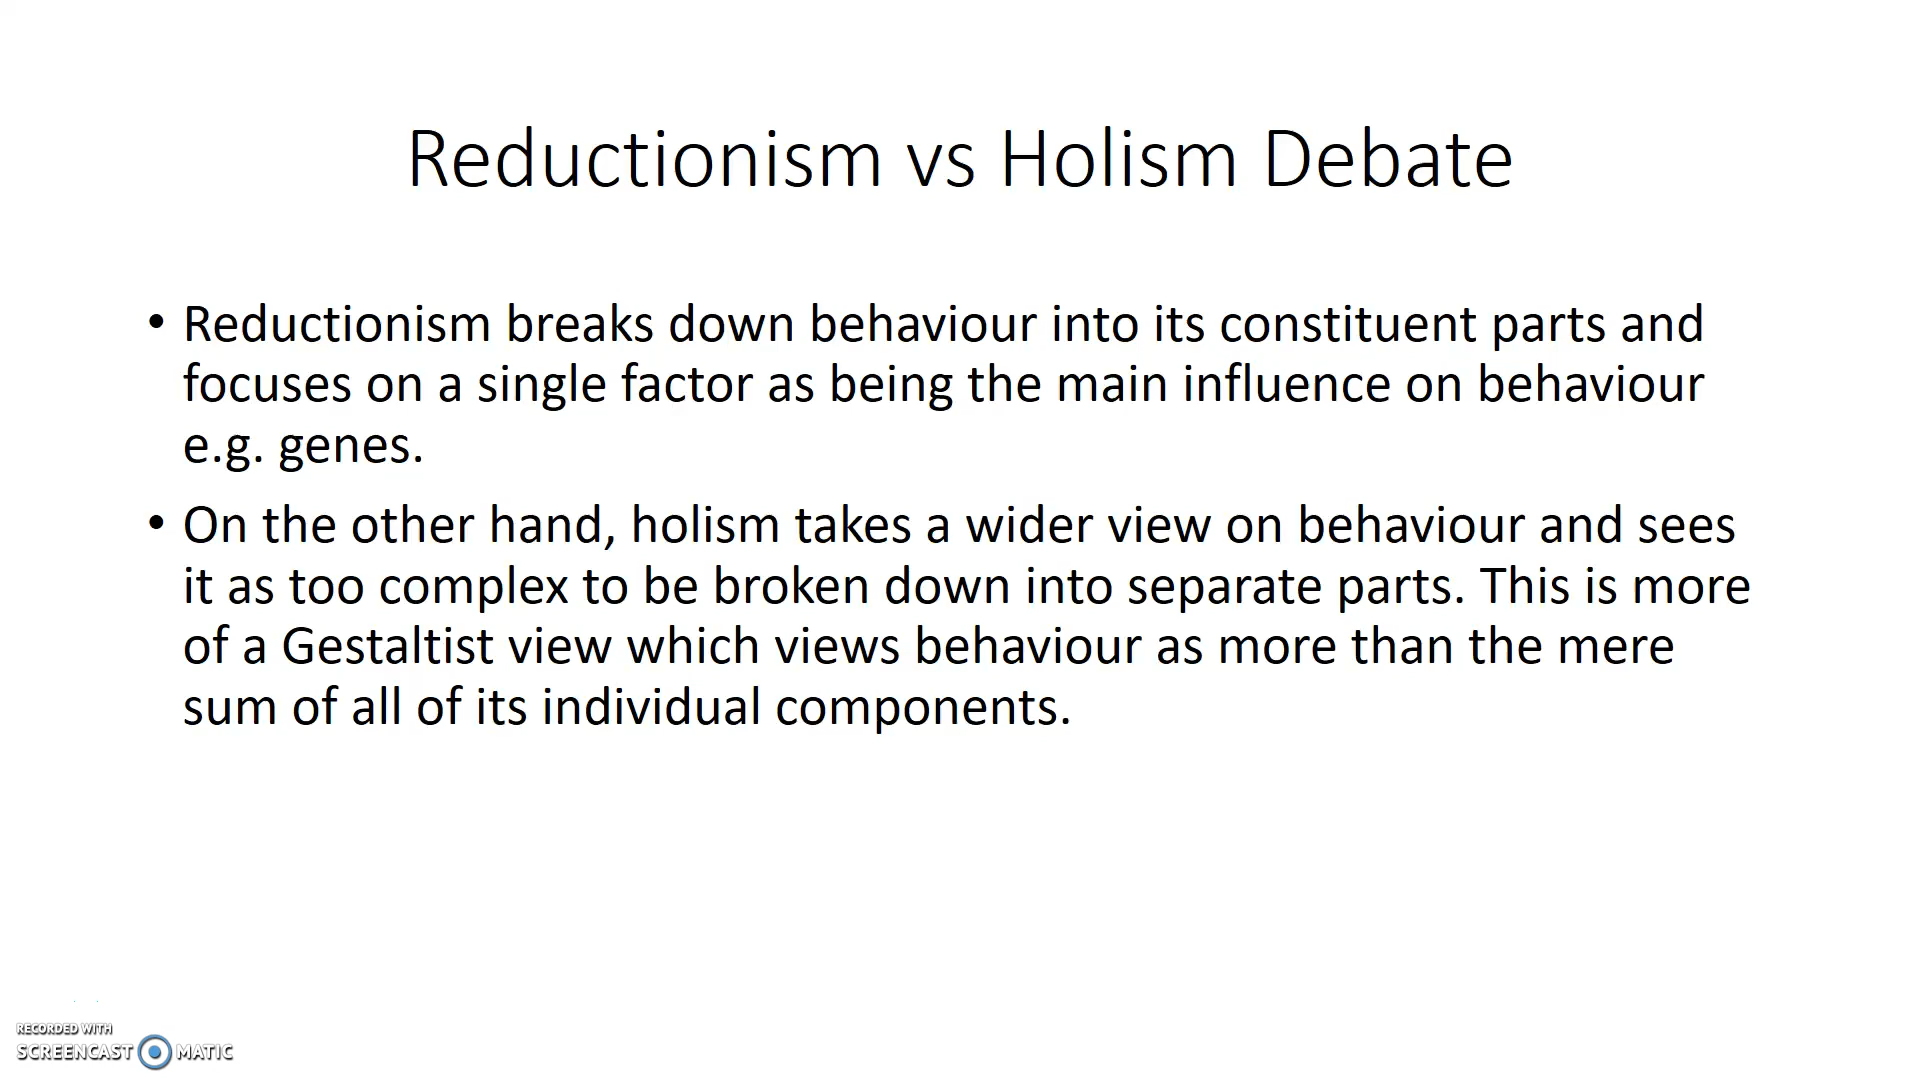 Reductionism vs Holism Debate
• Reductionism breaks down behaviour into its constituent parts and
focuses on a single factor as being the main influence on behaviour
e.g. genes.
• On the other hand, holism takes a wider view on behaviour and sees
it as too complex to be broken down into separate parts. This is more
of a Gestaltist view which views behaviour as more than the mere
sum of all of its individual components.
RECORDED WITH
SCREENCAST MATIC